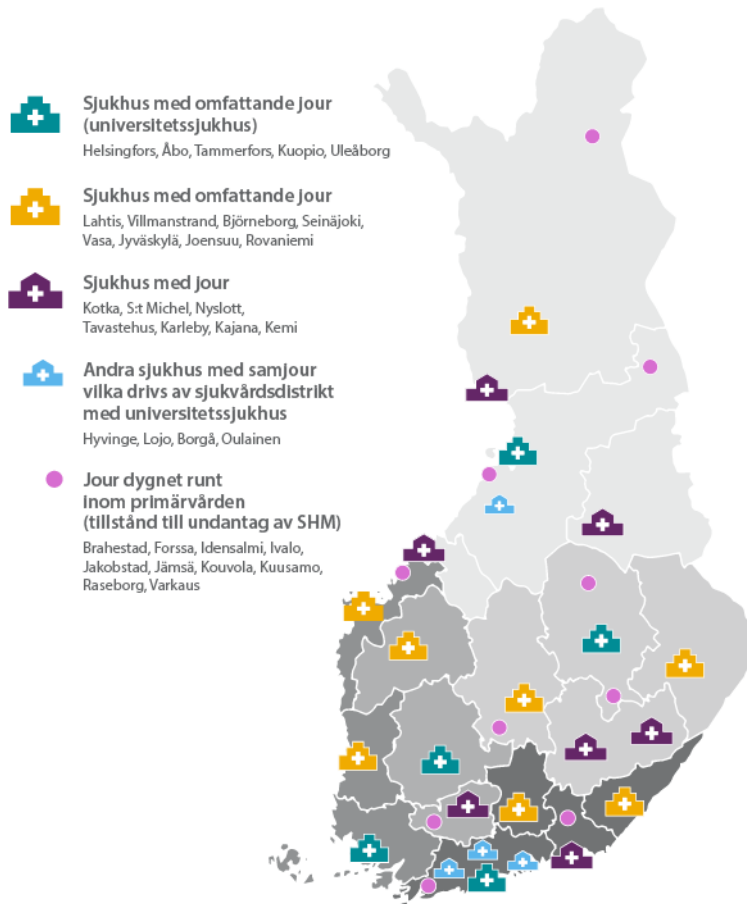 Sjukhus med omfattande jour
(universitetssjukhus)
Helsingfors, Åbo, Tammerfors, Kuopio, Uleåborg
Sjukhus med omfattande jour
Lahtis, Villmanstrand, Björneborg, Seinäjoki,
Vasa, Jyväskylä, Joensuu, Rovaniemi
Sjukhus med jour
Kotka, S:t Michel, Nyslott,
Tavastehus, Karleby, Kajana, Kemi
Andra sjukhus med samjour
vilka drivs av sjukvårdsdistrikt
med universitetssjukhus
Hyvinge, Lojo, Borgå, Oulainen
Jour dygnet runt
inom primärvården
(tillstånd till undantag av SHM)
Brahestad, Forssa, Idensalmi, Ivalo,
Jakobstad, Jämsä, Kouvola, Kuusamo,
Raseborg, Varkaus